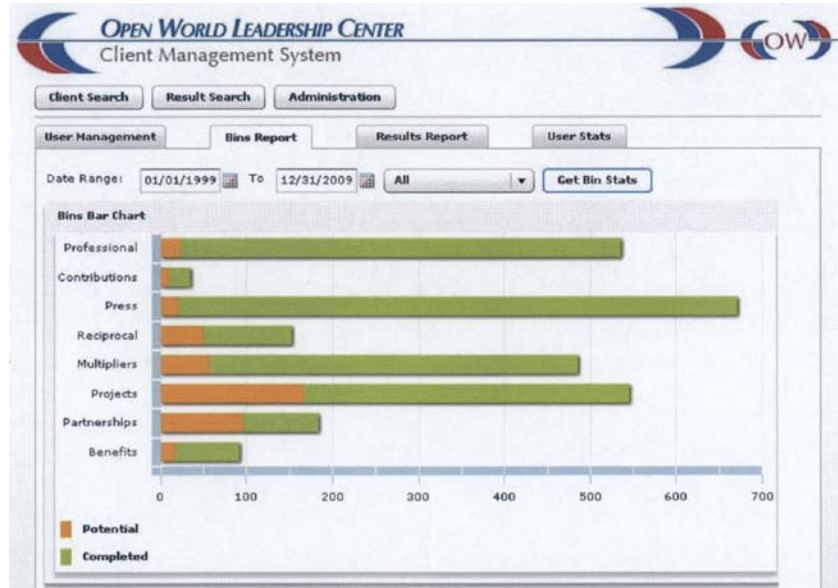 OPEN WORLD LEADERSHIP CENTER
Client Management System
OW
Client Search Result Search Administration
User Management Bins Report Results Report User Stats
Date Range: 01/01/1999 To 12/31/2009 All Get Bin Stats
Bins Bar Chart
Professional
Contributions
Press
Reciprocal
Multipliers
Projects
Partnerships
Benefits
0 100 200 300 400 500 600 700
Potential
Completed